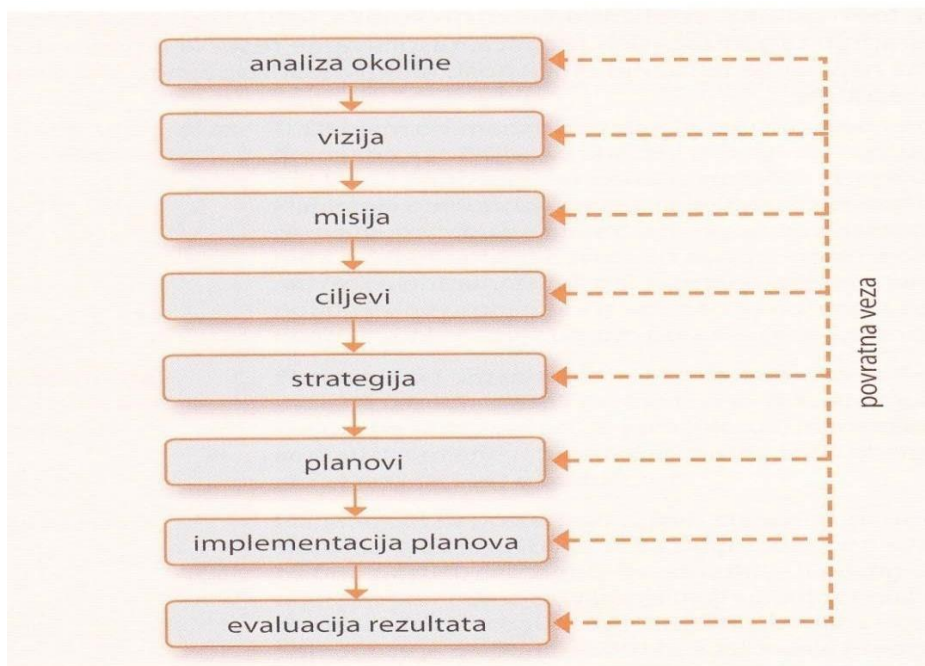 analiza okoline
vizija
misija
ciljevi
strategija
planovi
implementacija planova
evaluacija rezultata
povratna veza